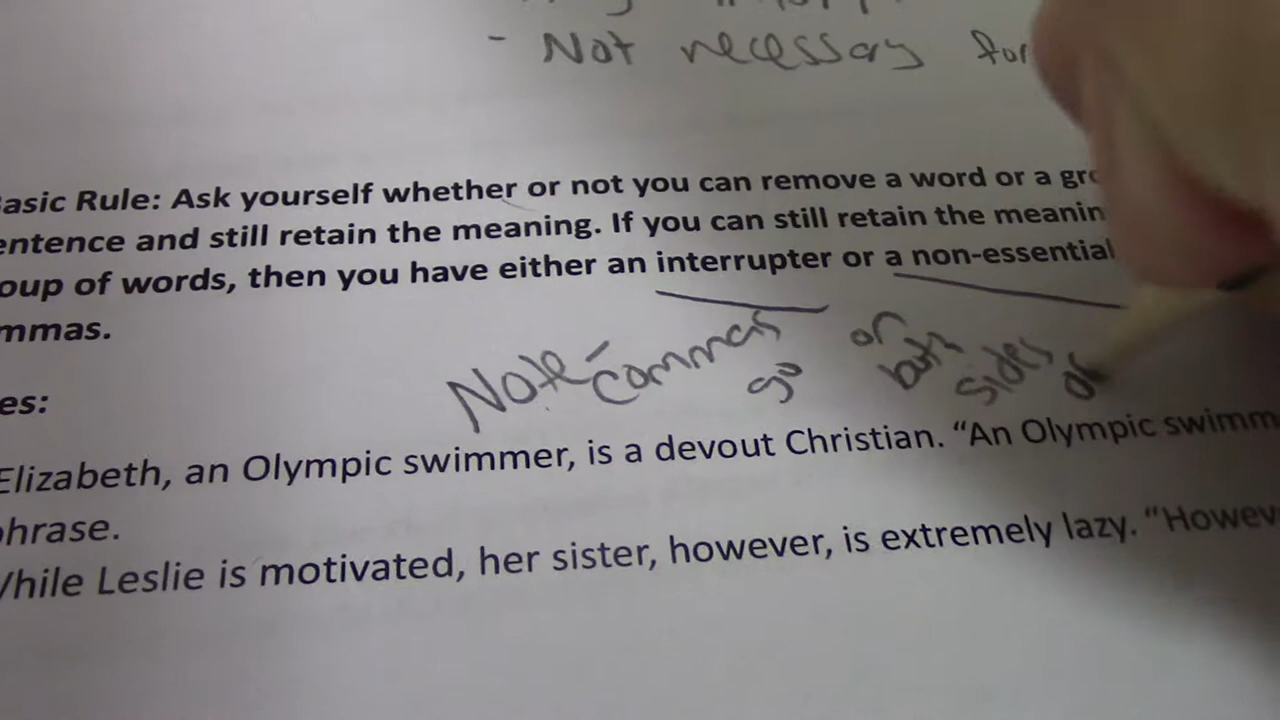 - Not necessay for
asic Rule: Ask yourself whether or not you can remove a word or a gro
entence and still retain the meaning. If you can still retain the meanin
oup of words, then you have either an interrupter or a non-essential
mmas.
Note- commas go on both sides of
es:
Elizabeth, an Olympic swimmer, is a devout Christian. “An Olympic swimm
phrase.
While Leslie is motivated, her sister, however, is extremely lazy. “Howev